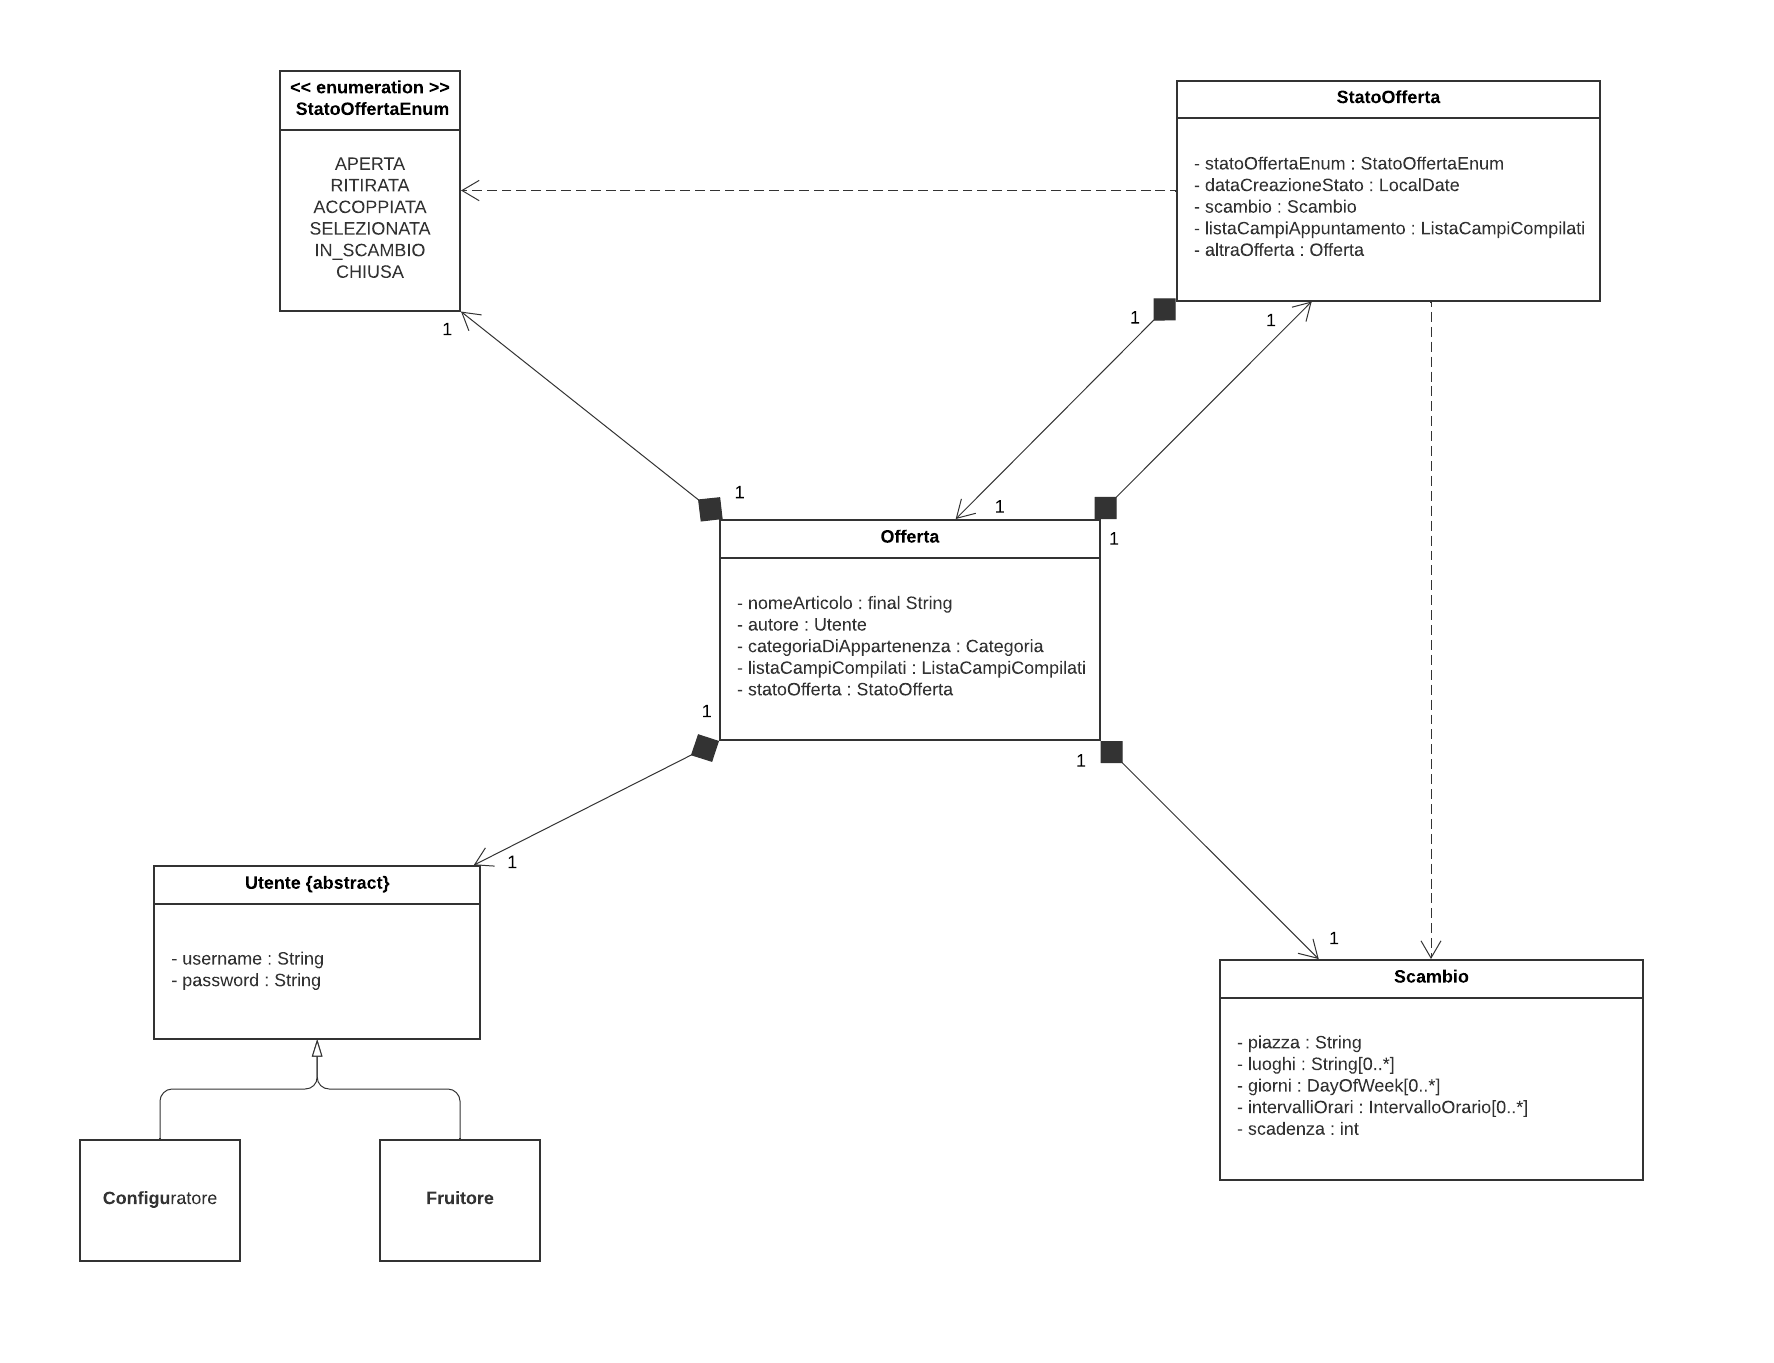 << enumeration >>
StatoOffertaEnum
APERTA
RITIRATA
ACCOPPIATA
SELEZIONATA
IN_SCAMBIO
CHIUSA
1
StatoOfferta
- statoOffertaEnum : StatoOffertaEnum
- dataCreazioneStato : LocalDate
- scambio : Scambio
- listaCampiAppuntamento : ListaCampiCompilati
- altraOfferta : Offerta
1
1
1
1
1
Offerta
- nomeArticolo : final String
- autore : Utente
- categoriaDiAppartenenza : Categoria
- listaCampiCompilati : ListaCampiCompilati
- statoOfferta : StatoOfferta
1
1
1
Utente {abstract}
- username : String
- password : String
Configuratore
Fruitore
1
Scambio
- piazza : String
- luoghi : String[0..*]
- giorni : DayOfWeek[0..*]
- intervalliOrari : IntervalloOrario[0..*]
- scadenza : int